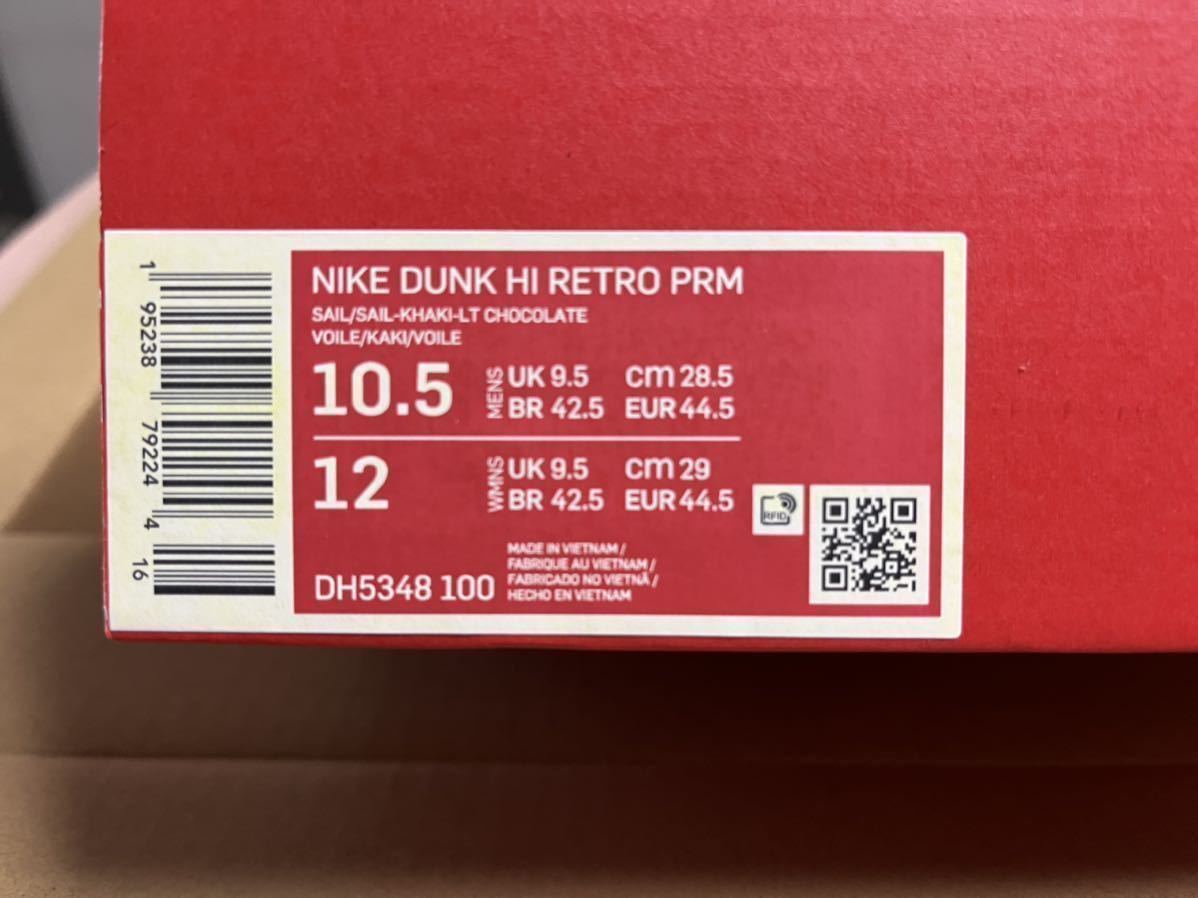 NIKE DUNK HI RETRO PRM
SAIL/SAIL-KHAKI-LT CHOCOLATE
VOILE/KAKI/VOILE
10.5 MENS UK 9.5 cm 28.5
BR 42.5 EUR 44.5
12 WMNS UK 9.5 cm 29
BR 42.5 EUR 44.5
RFID
MADE IN VIETNAM /
FABRIQUE AU VIETNAM /
FABRICADO NO VIETNÃ /
HECHO EN VIETNAM
DH5348 100
1 95238 79224 4 16